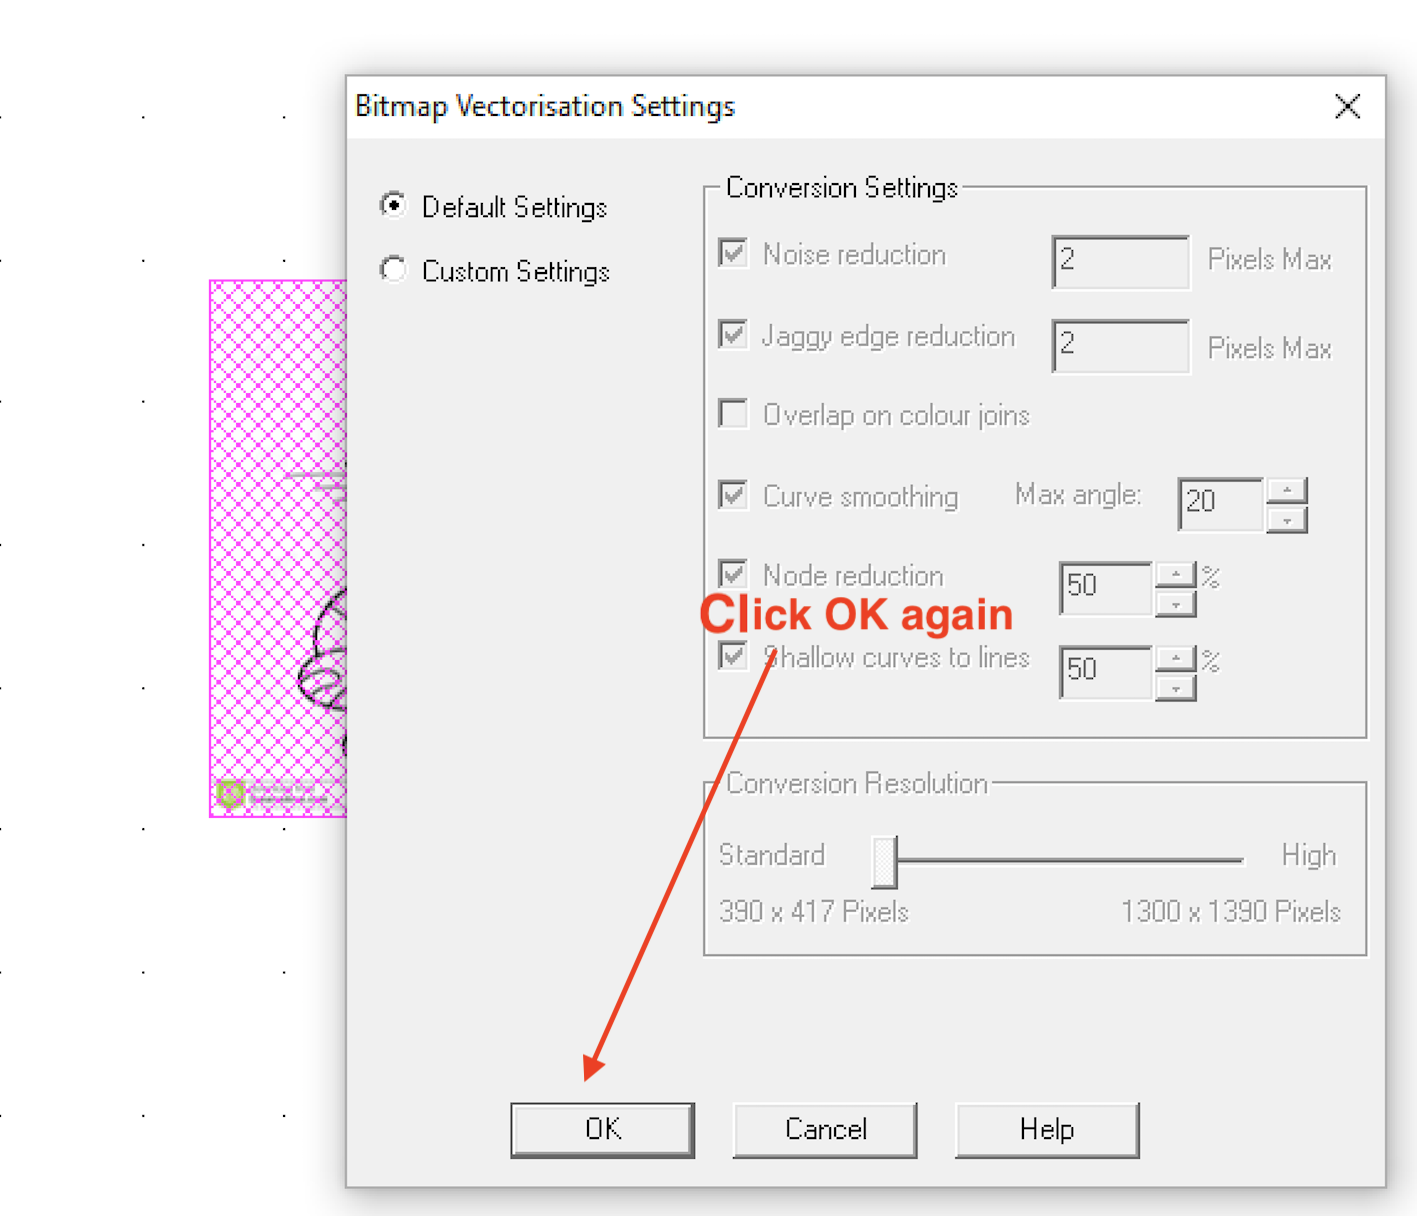 Bitmap Vectorisation Settings
Default Settings
Custom Settings
Conversion Settings
Noise reduction 2 Pixels Max
Jaggy edge reduction 2 Pixels Max
Overlap on colour joins
Curve smoothing Max angle: 20
Node reduction 50 %
Click OK again
Shallow curves to lines 50 %
Conversion Resolution
Standard High
390 x 417 Pixels 1300 x 1390 Pixels
OK Cancel Help